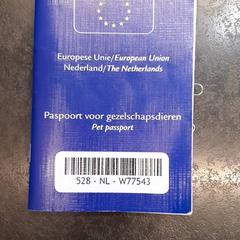 Europese Unie/European Union
Nederland/The Netherlands
Paspoort voor gezelschapsdieren
Pet passport
528 - NL - W77543